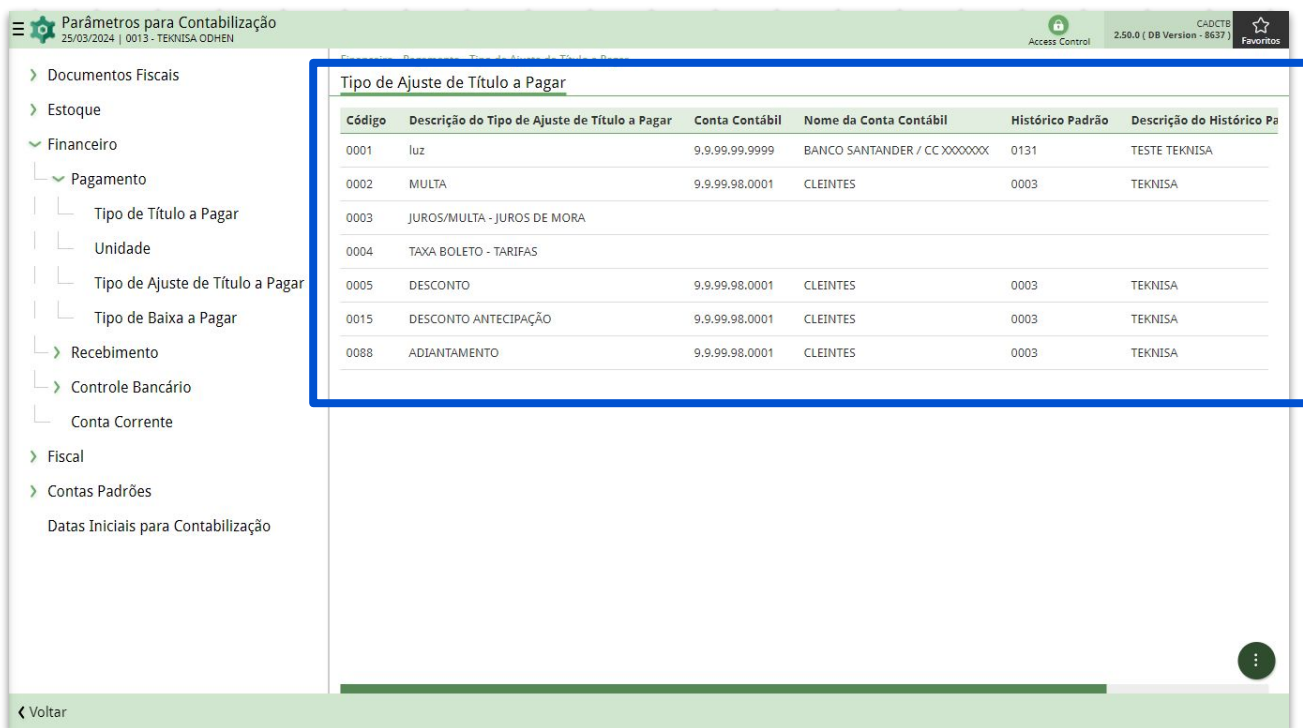 Parâmetros para Contabilização
25/03/2024 | 0013 - TEKNISA ODHEN
Access Control
CADCTB
2.50.0 ( DB Version - 8637 )
Favoritos
Documentos Fiscais
Estoque
Financeiro
Pagamento
Tipo de Título a Pagar
Unidade
Tipo de Ajuste de Título a Pagar
Tipo de Baixa a Pagar
Recebimento
Controle Bancário
Conta Corrente
Fiscal
Contas Padrões
Datas Iniciais para Contabilização
Tipo de Ajuste de Título a Pagar
Código Descrição do Tipo de Ajuste de Título a Pagar Conta Contábil Nome da Conta Contábil Histórico Padrão Descrição do Histórico Pa
0001 luz 9.9.99.99.9999 BANCO SANTANDER / CC XXXXXXX 0131 TESTE TEKNISA
0002 MULTA 9.9.99.98.0001 CLEINTES 0003 TEKNISA
0003 JUROS/MULTA - JUROS DE MORA
0004 TAXA BOLETO - TARIFAS
0005 DESCONTO 9.9.99.98.0001 CLEINTES 0003 TEKNISA
0015 DESCONTO ANTECIPAÇÃO 9.9.99.98.0001 CLEINTES 0003 TEKNISA
0088 ADIANTAMENTO 9.9.99.98.0001 CLEINTES 0003 TEKNISA
Voltar